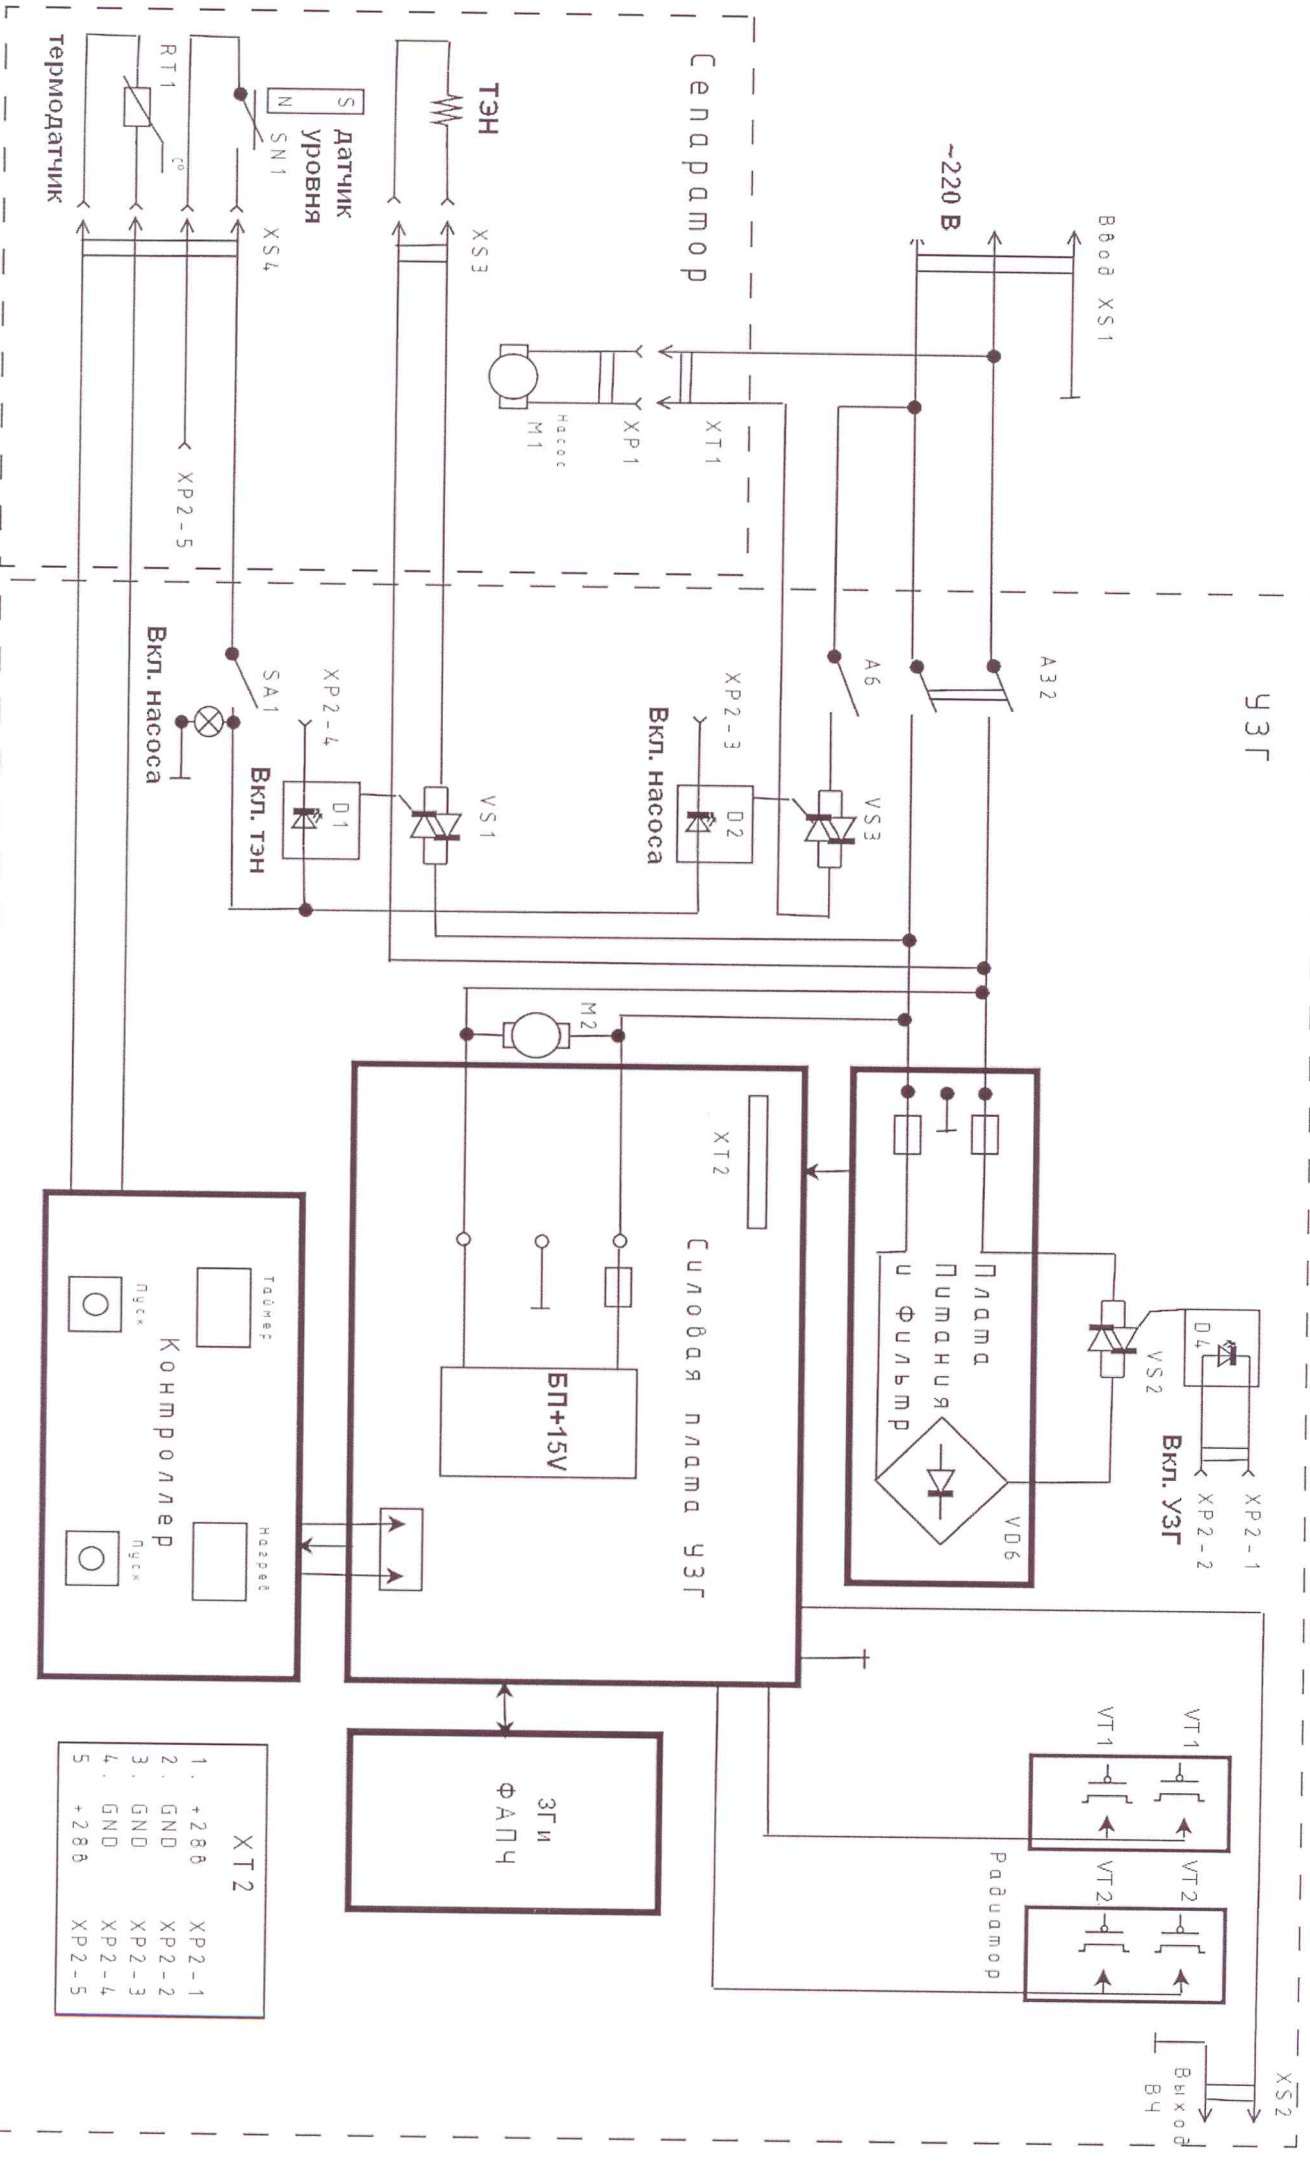 Сепаратор
ТЭН
датчик
уровня
S
N
SN1
RT1
c°
термодатчик
XS3
XS4
~220 В
Ввод XS1
XT1
XP1
Насос
M1
XP2-5
УЗГ
A32
A6
VS3
XP2-3
D2
Вкл. насоса
VS1
XP2-4
D1
Вкл. ТЭН
SA1
Вкл. насоса
M2
XT2
Силовая плата УЗГ
БП+15V
Плата
Питания
и фильтр
VD6
VS2
D4
Вкл. УЗГ
XP2-1
XP2-2
Таймер
Пуск
Контроллер
Нагрев
Пуск
ЗГи
ФАПЧ
VT1
VT1
VT2
VT2
Радиатор
XS2
Выход
ВЧ
XT2
1. +28В XP2-1
2. GND XP2-2
3. GND XP2-3
4. GND XP2-4
5 +28В XP2-5